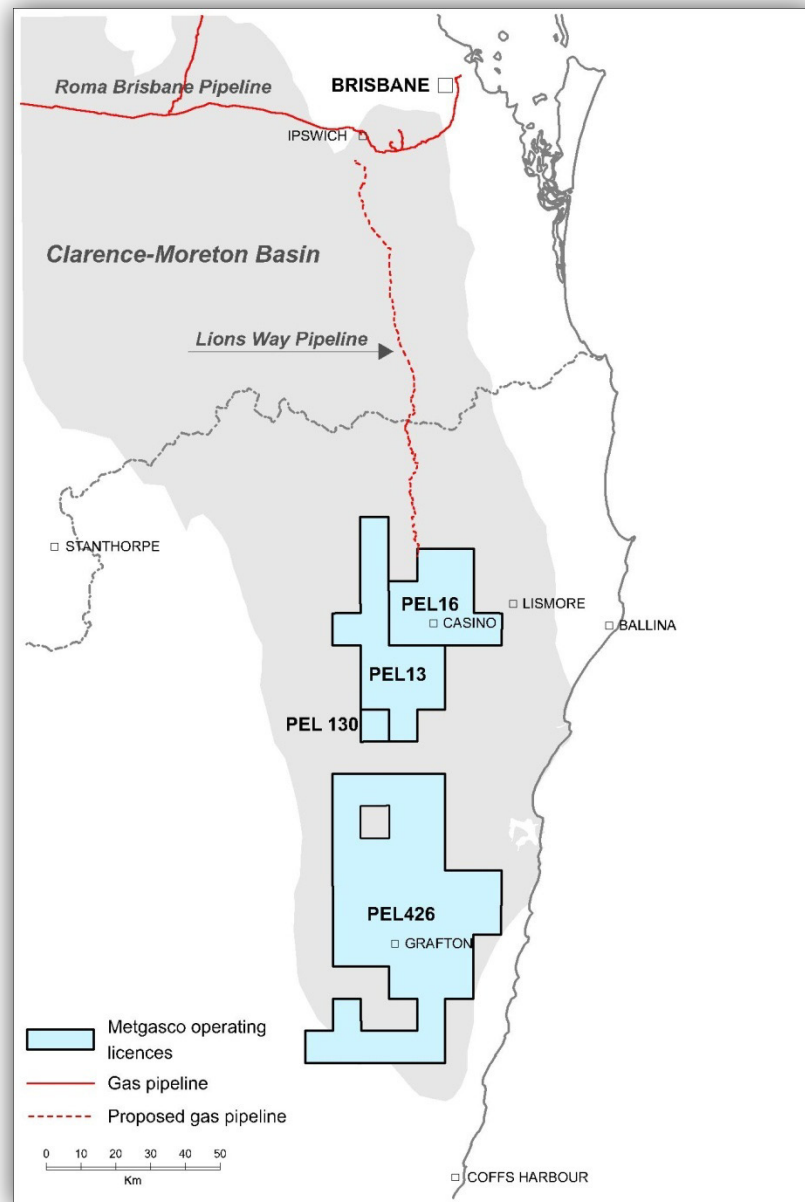 BRISBANE
Roma Brisbane Pipeline
IPSWICH
Clarence-Moreton Basin
Lions Way Pipeline
STANTHORPE
PEL16
LISMORE
CASINO
BALLINA
PEL13
PEL 130
PEL426
GRAFTON
Metgasco operating
licences
Gas pipeline
Proposed gas pipeline
0 10 20 30 40 50
Km
COFFS HARBOUR